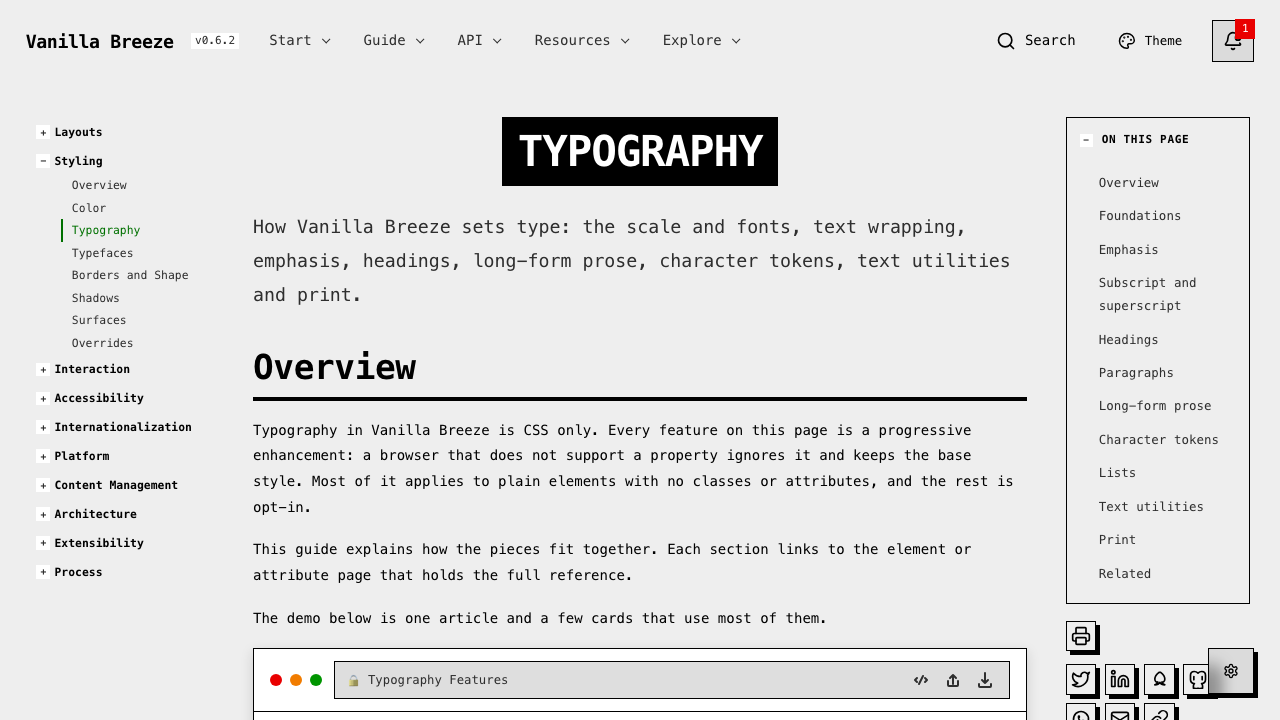 Vanilla Breeze v0.6.2 Start Guide API Resources Explore Search Theme 1
+ Layouts
− Styling
Overview
Color
Typography
Typefaces
Borders and Shape
Shadows
Surfaces
Overrides
+ Interaction
+ Accessibility
+ Internationalization
+ Platform
+ Content Management
+ Architecture
+ Extensibility
+ Process
TYPOGRAPHY
How Vanilla Breeze sets type: the scale and fonts, text wrapping,
emphasis, headings, long-form prose, character tokens, text utilities
and print.
Overview
Typography in Vanilla Breeze is CSS only. Every feature on this page is a progressive
enhancement: a browser that does not support a property ignores it and keeps the base
style. Most of it applies to plain elements with no classes or attributes, and the rest is
opt-in.
This guide explains how the pieces fit together. Each section links to the element or
attribute page that holds the full reference.
The demo below is one article and a few cards that use most of them.
Typography Features
− ON THIS PAGE
Overview
Foundations
Emphasis
Subscript and
superscript
Headings
Paragraphs
Long-form prose
Character tokens
Lists
Text utilities
Print
Related